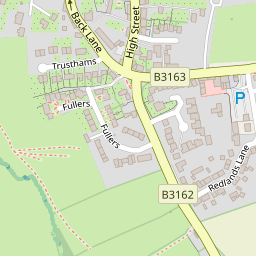 Back Lane
High Street
Trusthams
B3163
Fullers
P
Fullers
Redlands Lane
B3162